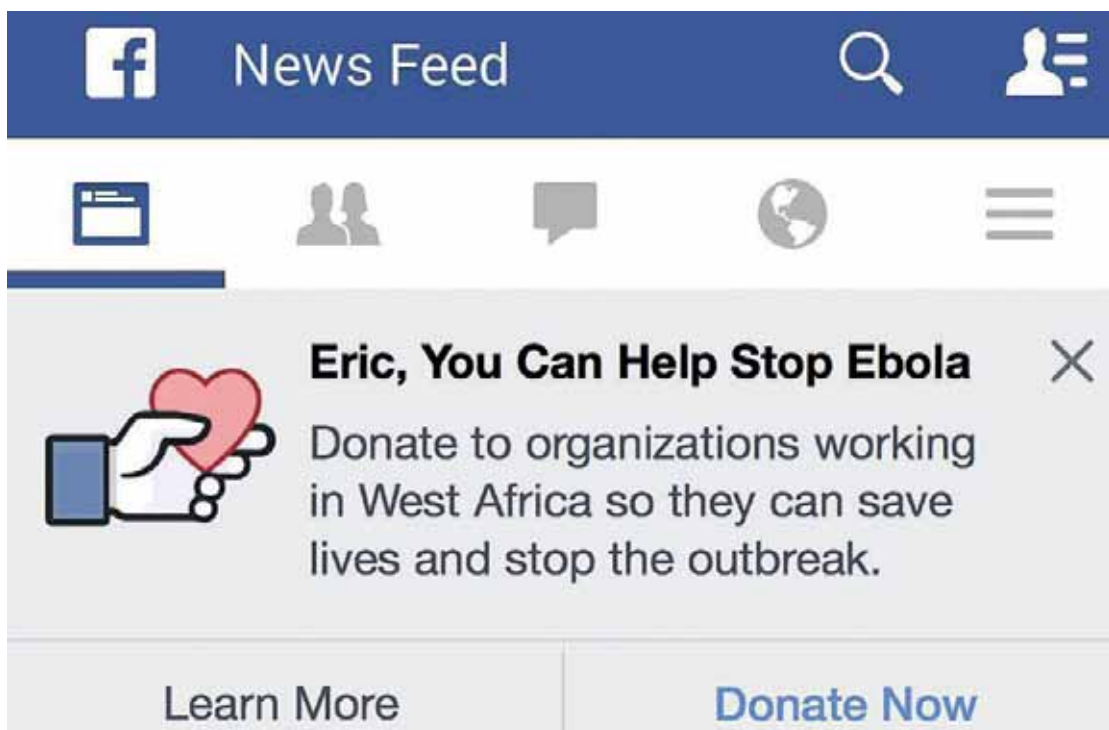 f News Feed
Eric, You Can Help Stop Ebola
Donate to organizations working
in West Africa so they can save
lives and stop the outbreak.
Learn More
Donate Now